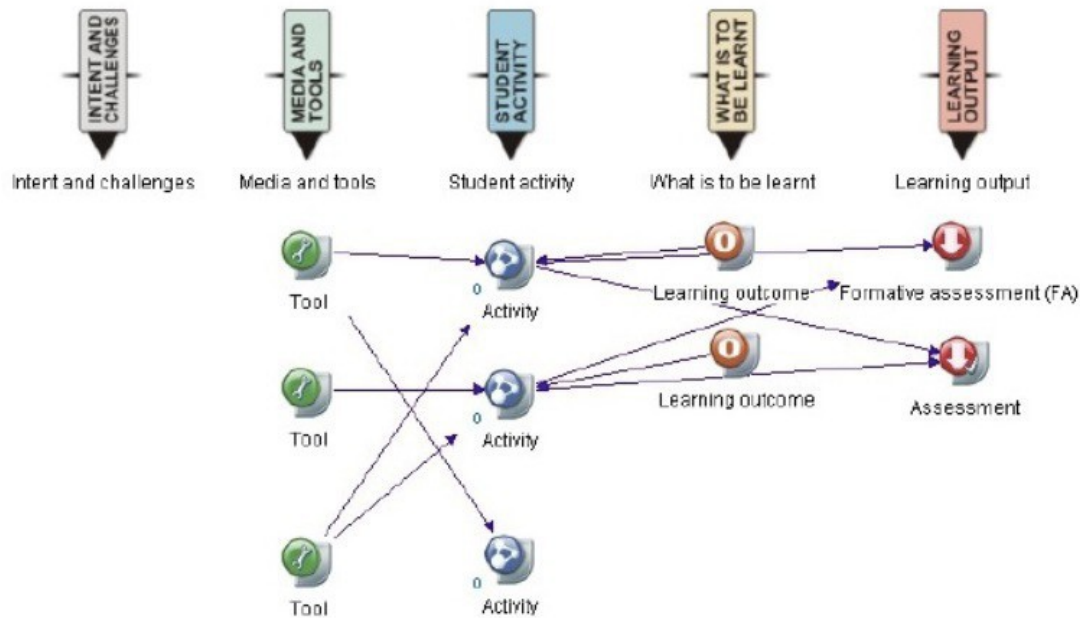 INTENT AND
CHALLENGES
MEDIA AND
TOOLS
STUDENT
ACTIVITY
WHAT IS TO
BE LEARNT
LEARNING
OUTPUT
Intent and challenges
Media and tools
Student activity
What is to be learnt
Learning output
Tool
0
Activity
Learning outcome
Formative assessment (FA)
Tool
0
Activity
Learning outcome
Assessment
Tool
0
Activity